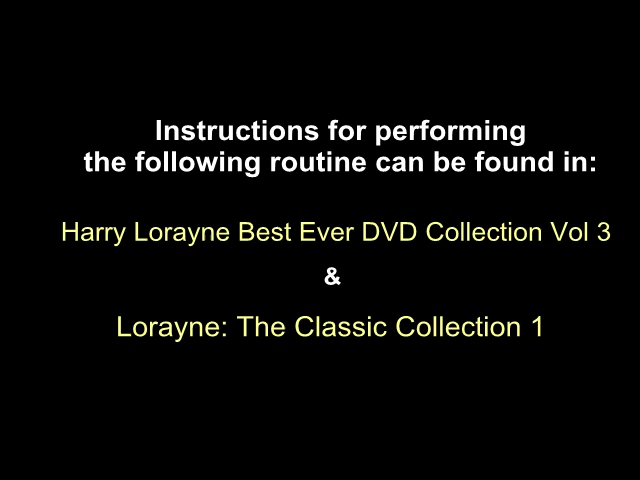 Instructions for performing
the following routine can be found in:
Harry Lorayne Best Ever DVD Collection Vol 3
&
Lorayne: The Classic Collection 1